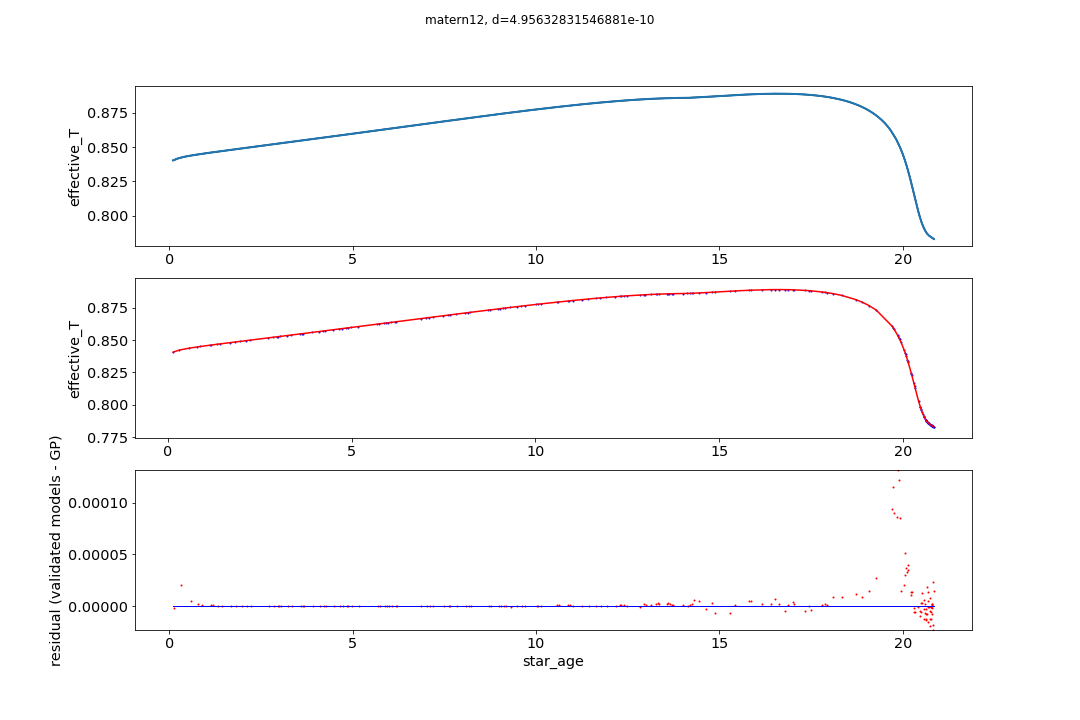 matern12, d=4.95632831546881e-10
effective_T
0.875
0.850
0.825
0.800
0 5 10 15 20
effective_T
0.875
0.850
0.825
0.800
0.775
0 5 10 15 20
residual (validated models - GP)
0.00010
0.00005
0.00000
0 5 10 15 20
star_age